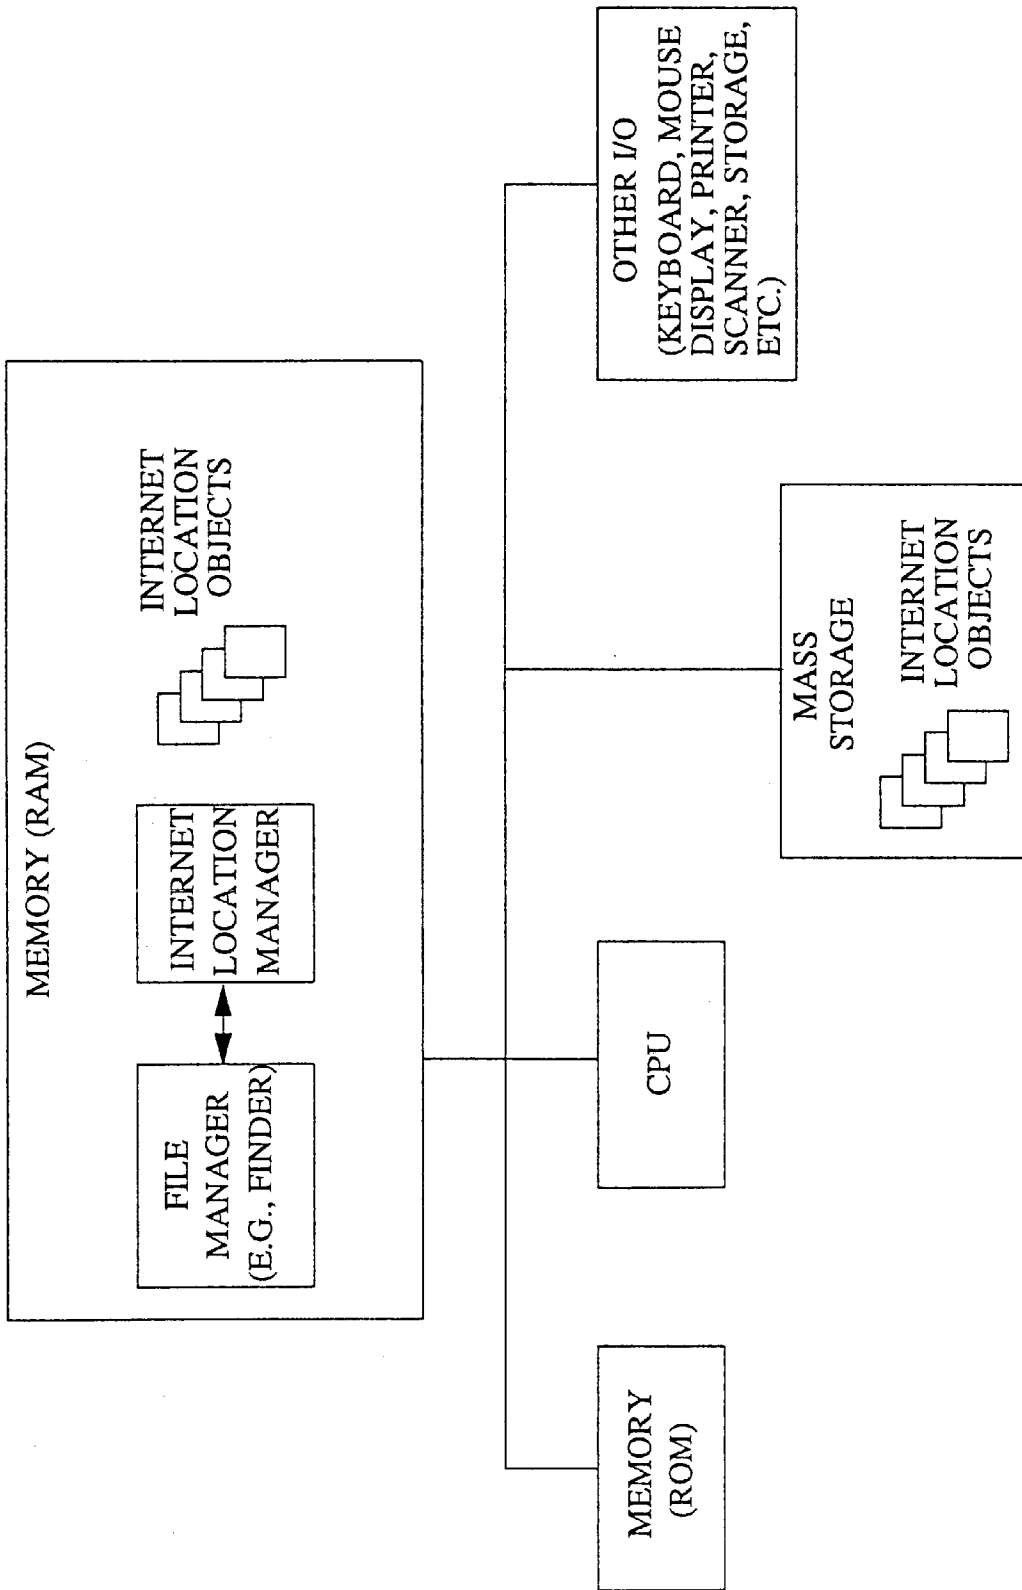 MEMORY (RAM)
FILE
MANAGER
(E.G., FINDER)
INTERNET
LOCATION
MANAGER
INTERNET
LOCATION
OBJECTS
MEMORY
(ROM)
CPU
MASS
STORAGE
INTERNET
LOCATION
OBJECTS
OTHER I/O
(KEYBOARD, MOUSE
DISPLAY, PRINTER,
SCANNER, STORAGE,
ETC.)